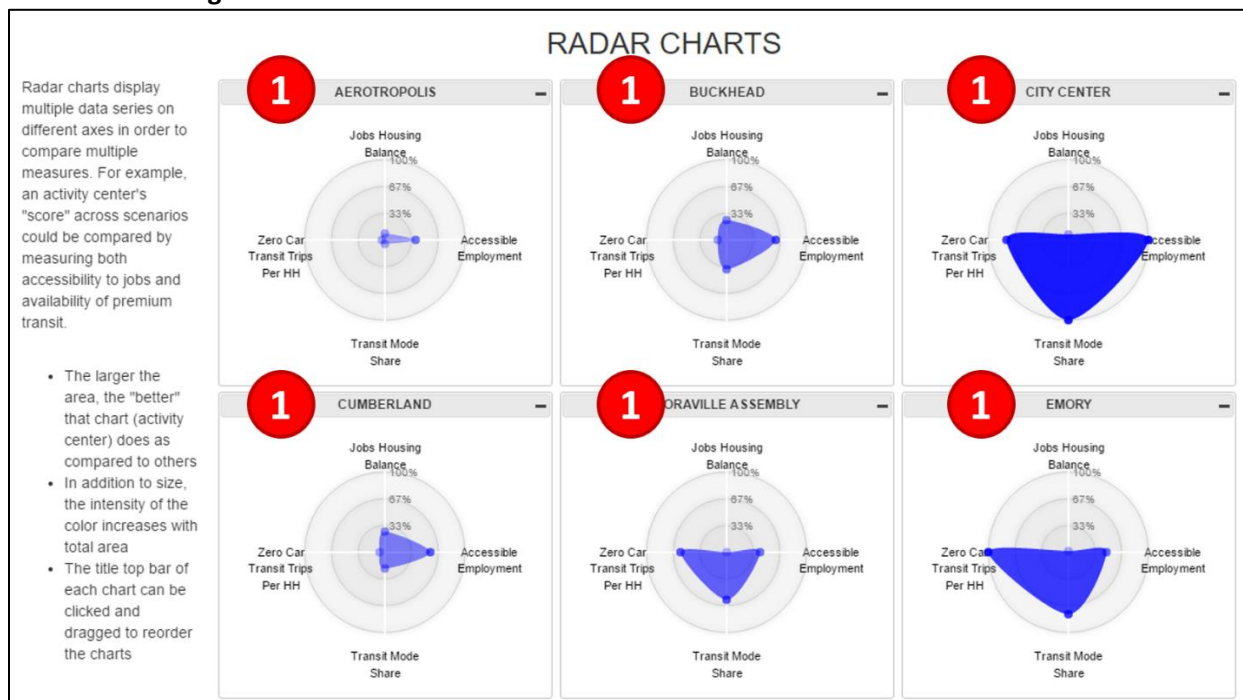 RADAR CHARTS
Radar charts display
multiple data series on
different axes in order to
compare multiple
measures. For example,
an activity center's
"score" across scenarios
could be compared by
measuring both
accessibility to jobs and
availability of premium
transit.
• The larger the
area, the "better"
that chart (activity
center) does as
compared to others
• In addition to size,
the intensity of the
color increases with
total area
• The title top bar of
each chart can be
clicked and
dragged to reorder
the charts
1
AEROTROPOLIS
Jobs Housing
Balance
100%
67%
33%
Zero Car
Transit Trips
Per HH
Accessible
Employment
Transit Mode
Share
1
BUCKHEAD
Jobs Housing
Balance
100%
67%
33%
Zero Car
Transit Trips
Per HH
Accessible
Employment
Transit Mode
Share
1
CITY CENTER
Jobs Housing
Balance
100%
67%
33%
Zero Car
Transit Trips
Per HH
Accessible
Employment
Transit Mode
Share
1
CUMBERLAND
Jobs Housing
Balance
100%
67%
33%
Zero Car
Transit Trips
Per HH
Accessible
Employment
Transit Mode
Share
1
ORAVILLE ASSEMBLY
Jobs Housing
Balance
100%
67%
33%
Zero Car
Transit Trips
Per HH
Accessible
Employment
Transit Mode
Share
1
EMORY
Jobs Housing
Balance
100%
67%
33%
Zero Car
Transit Trips
Per HH
Accessible
Employment
Transit Mode
Share